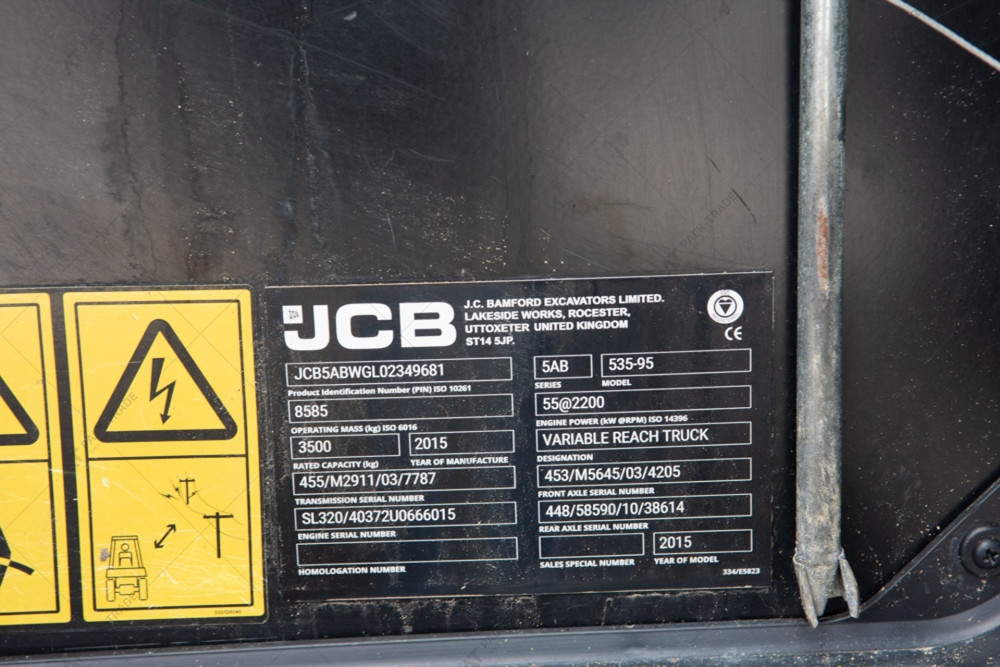 JCB
J.C. BAMFORD EXCAVATORS LIMITED.
LAKESIDE WORKS, ROCESTER,
UTTOXETER UNITED KINGDOM
ST14 5JP.
CE
JCB5ABWGL02349681
Product Identification Number (PIN) ISO 10261
8585
OPERATING MASS (kg) ISO 6016
3500
RATED CAPACITY (kg)
2015
YEAR OF MANUFACTURE
455/M2911/03/7787
TRANSMISSION SERIAL NUMBER
SL320/40372U0666015
ENGINE SERIAL NUMBER
HOMOLOGATION NUMBER
5AB
SERIES
535-95
MODEL
55@2200
ENGINE POWER (kW @RPM) ISO 14396
VARIABLE REACH TRUCK
DESIGNATION
453/M5645/03/4205
FRONT AXLE SERIAL NUMBER
448/58590/10/38614
REAR AXLE SERIAL NUMBER
SALES SPECIAL NUMBER
2015
YEAR OF MODEL
334/E5823